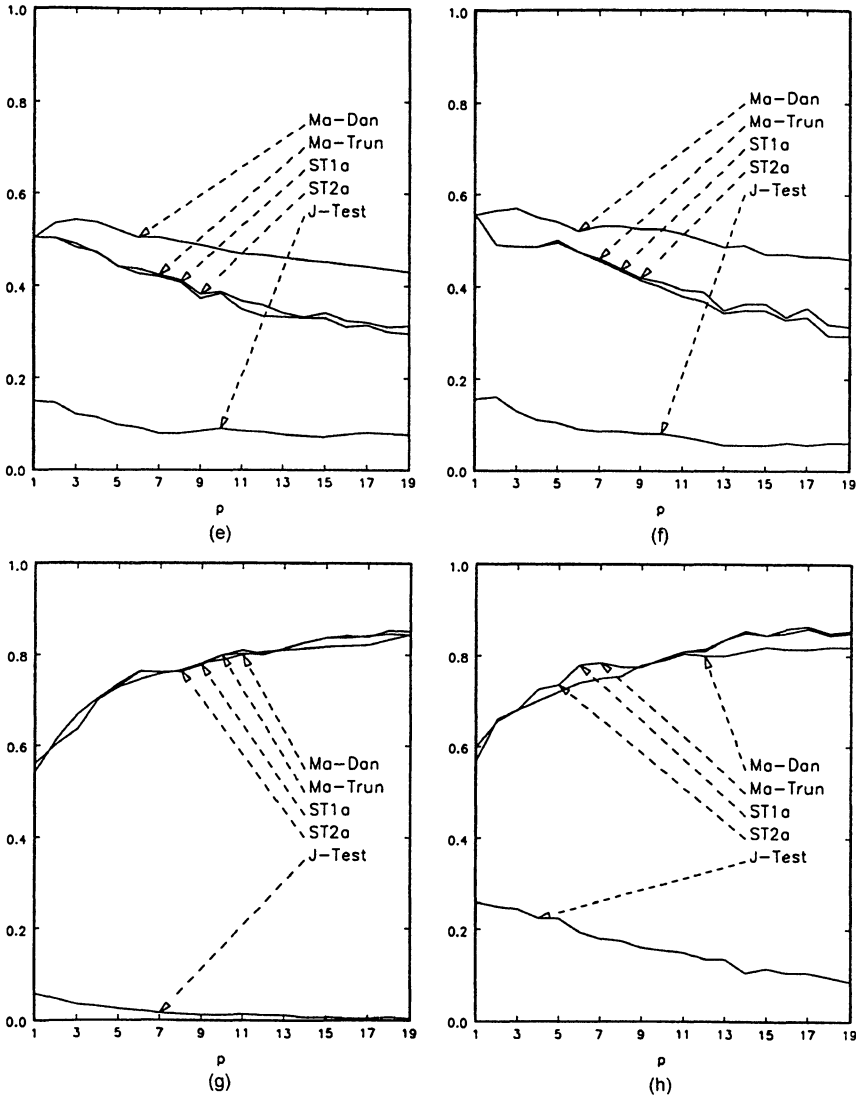 1.0
0.8
0.6
0.4
0.2
0.0
Ma-Dan
Ma-Trun
ST1a
ST2a
J-Test
1 3 5 7 9 11 13 15 17 19
p
(e)
1.0
0.8
0.6
0.4
0.2
0.0
Ma-Dan
Ma-Trun
ST1a
ST2a
J-Test
1 3 5 7 9 11 13 15 17 19
p
(f)
1.0
0.8
0.6
0.4
0.2
0.0
Ma-Dan
Ma-Trun
ST1a
ST2a
J-Test
1 3 5 7 9 11 13 15 17 19
p
(g)
1.0
0.8
0.6
0.4
0.2
0.0
Ma-Dan
Ma-Trun
ST1a
ST2a
J-Test
1 3 5 7 9 11 13 15 17 19
p
(h)